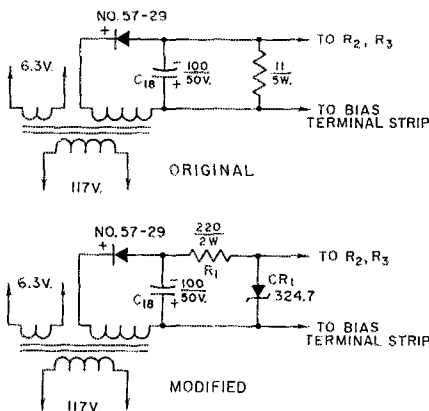 NO. 57-29
+
TO R2, R3
6.3V.
C18
− 100
+ 50V.
11
5W.
TO BIAS
TERMINAL STRIP
ORIGINAL
117V.
NO. 57-29
+
220
2W
R1
TO R2, R3
6.3V.
C18
− 100
+ 50V.
CR1
324.7
TO BIAS
TERMINAL STRIP
MODIFIED
117V.